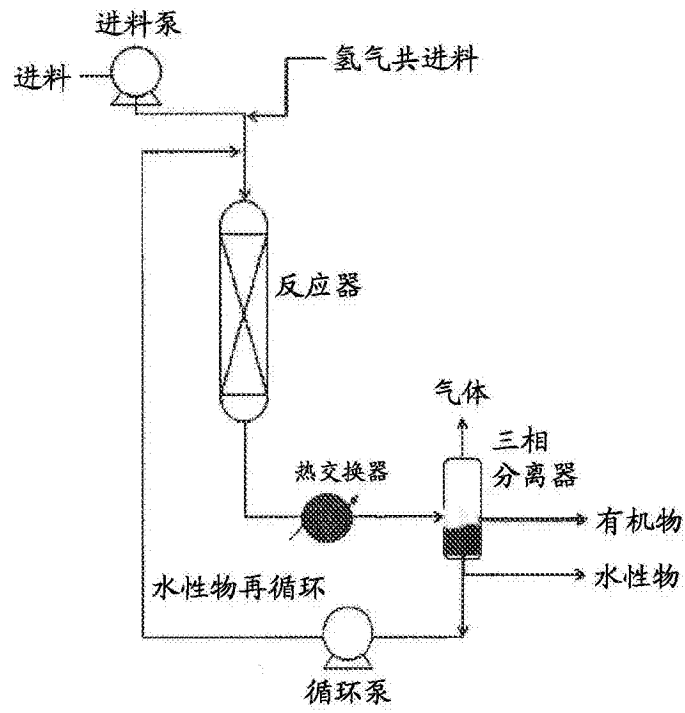 进料泵
进料
氢气共进料
反应器
气体
三相
分离器
热交换器
有机物
水性物
水性物再循环
循环泵